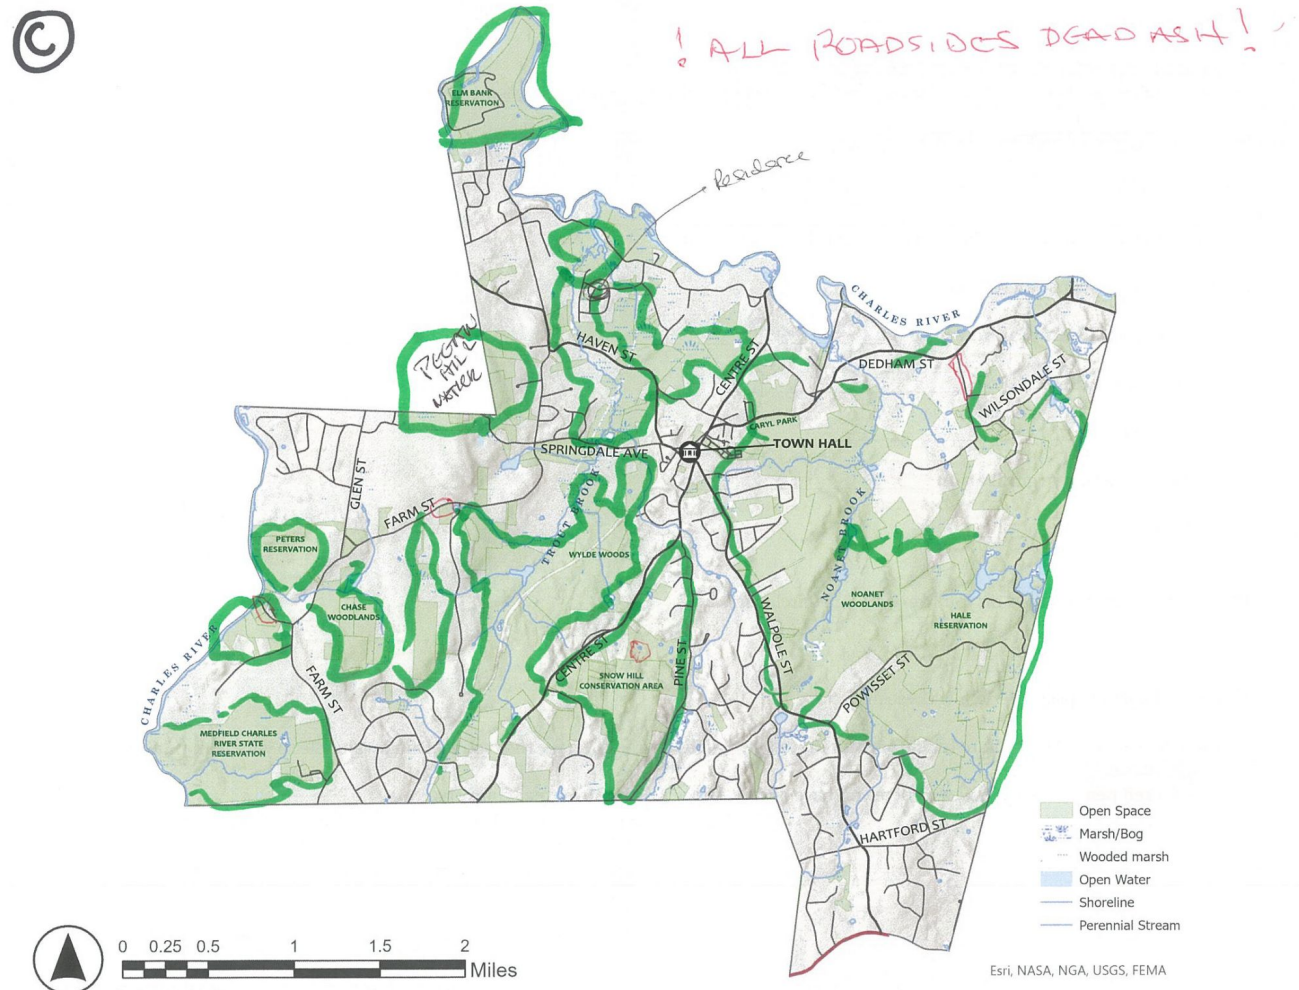 C
! ALL ROADSIDES DEAD ASH!
ELM BANK
RESERVATION
Residence
CHARLES RIVER
HAVEN ST
CENTRE ST
DEDHAM ST
WILSONDALE ST
HILL
CARYL PARK
TOWN HALL
SPRINGDALE AVE
GLEN ST
FARM ST
TROUT BROOK
NOANET BROOK
ALL
PETERS
RESERVATION
WYLDE WOODS
CHASE
WOODLANDS
NOANET
WOODLANDS
HALE
RESERVATION
WALPOLE ST
CHARLES RIVER
FARM ST
CENTRE ST
PINE ST
SNOW HILL
CONSERVATION AREA
POWISSET ST
MEDFIELD CHARLES
RIVER STATE
RESERVATION
HARTFORD ST
Open Space
Marsh/Bog
Wooded marsh
Open Water
Shoreline
Perennial Stream
0 0.25 0.5 1 1.5 2
Miles
Esri, NASA, NGA, USGS, FEMA